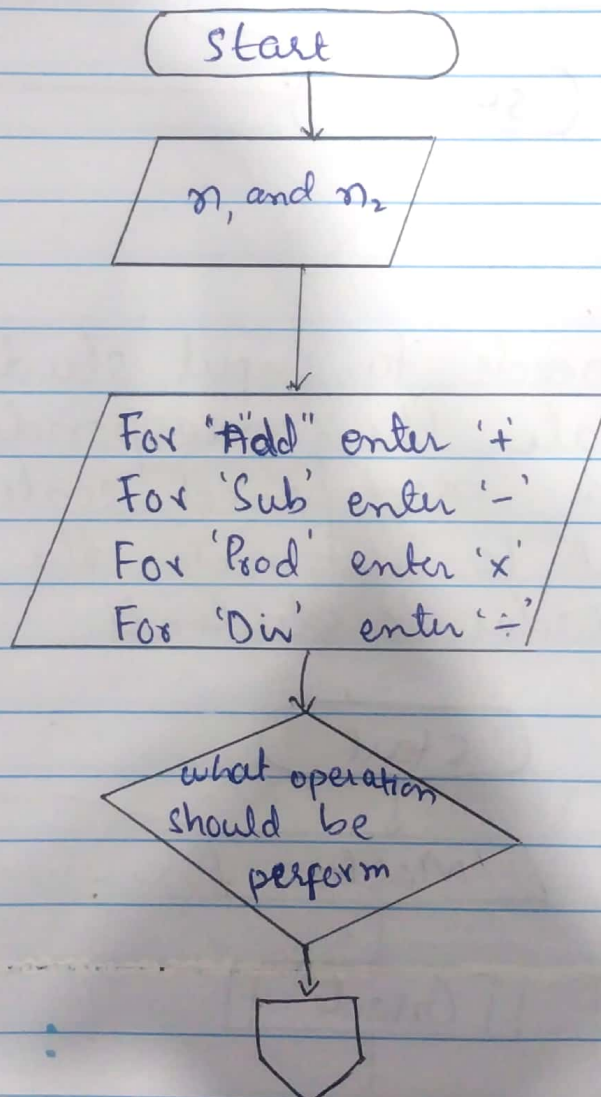 start
n₁ and n₂
For "Add" enter '+'
For 'Sub' enter '-'
For 'Prod' enter 'x'
For 'Div' enter '÷'
what operation
should be
perform